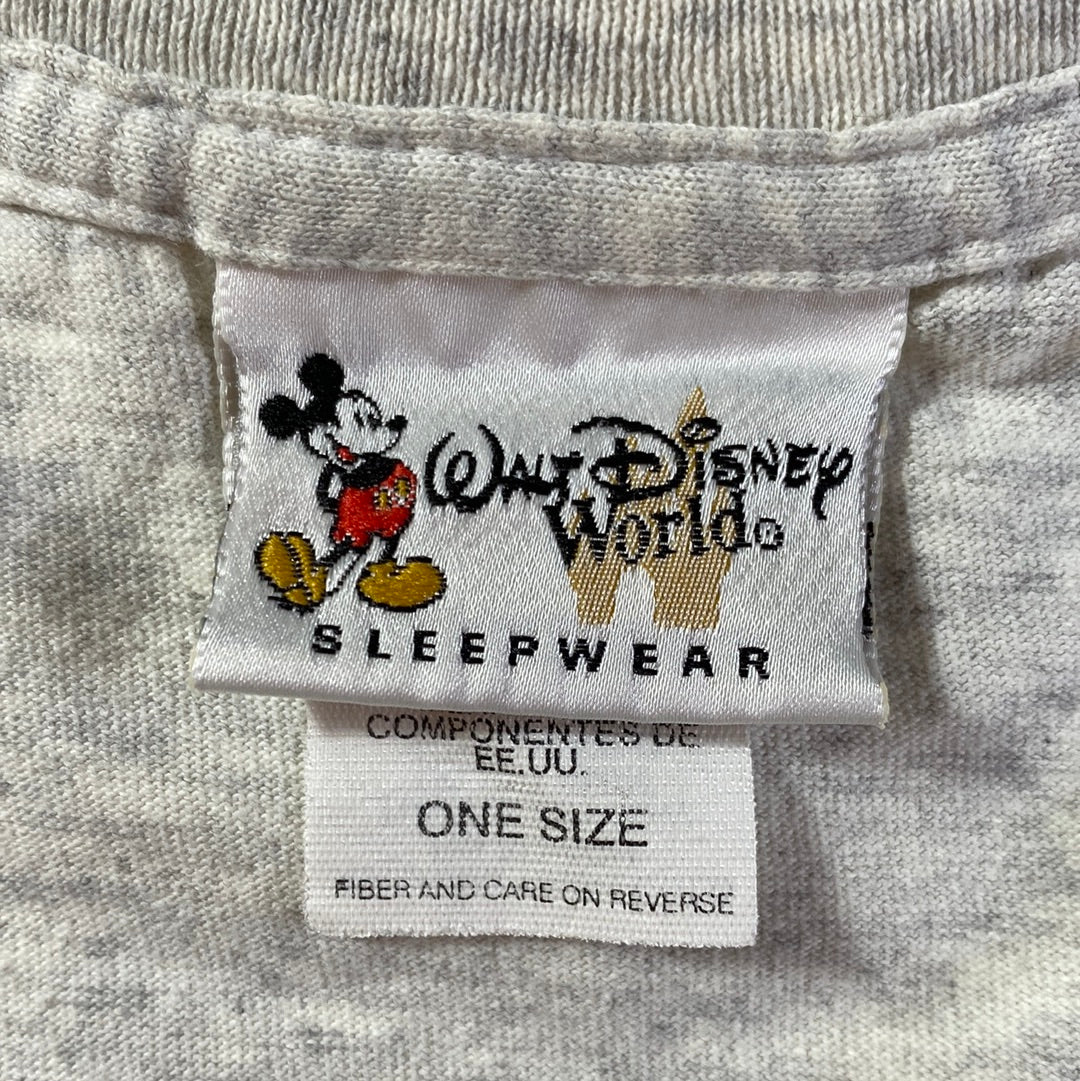 WALT DISNEY
World®
SLEEPWEAR
COMPONENTES DE
EE.UU.
ONE SIZE
FIBER AND CARE ON REVERSE